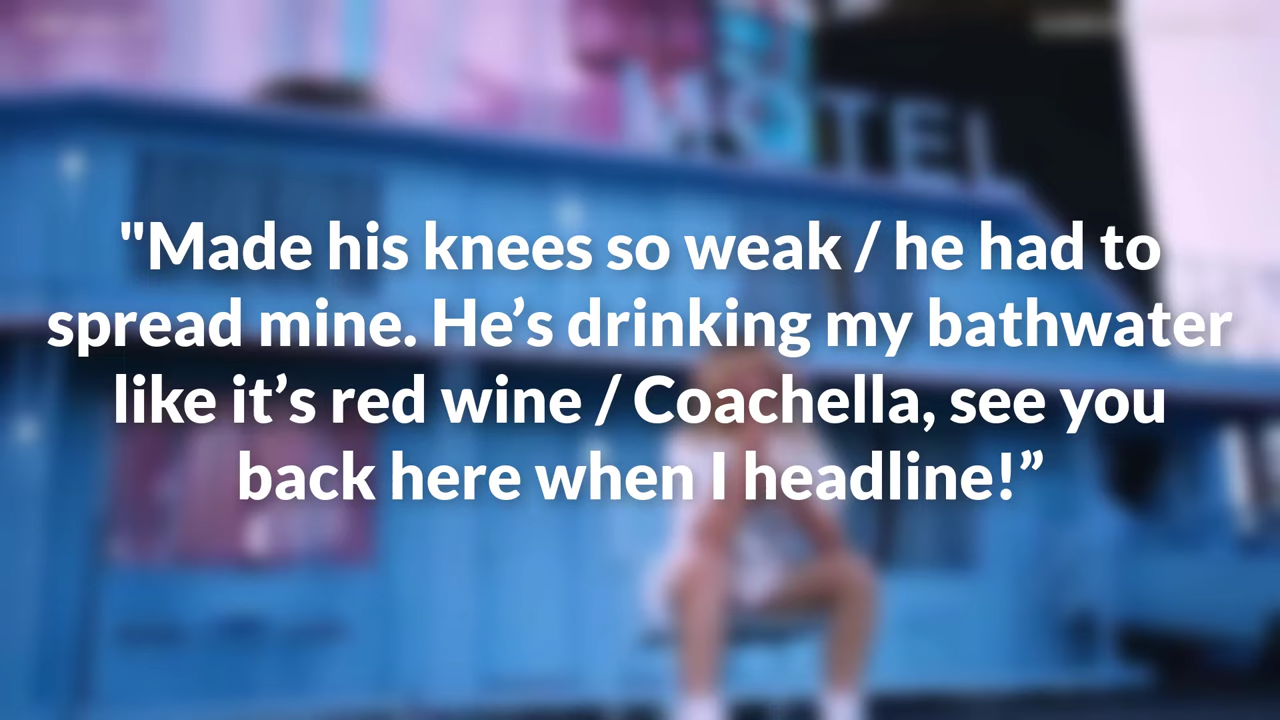 MOTEL
"Made his knees so weak / he had to
spread mine. He’s drinking my bathwater
like it’s red wine / Coachella, see you
back here when I headline!”